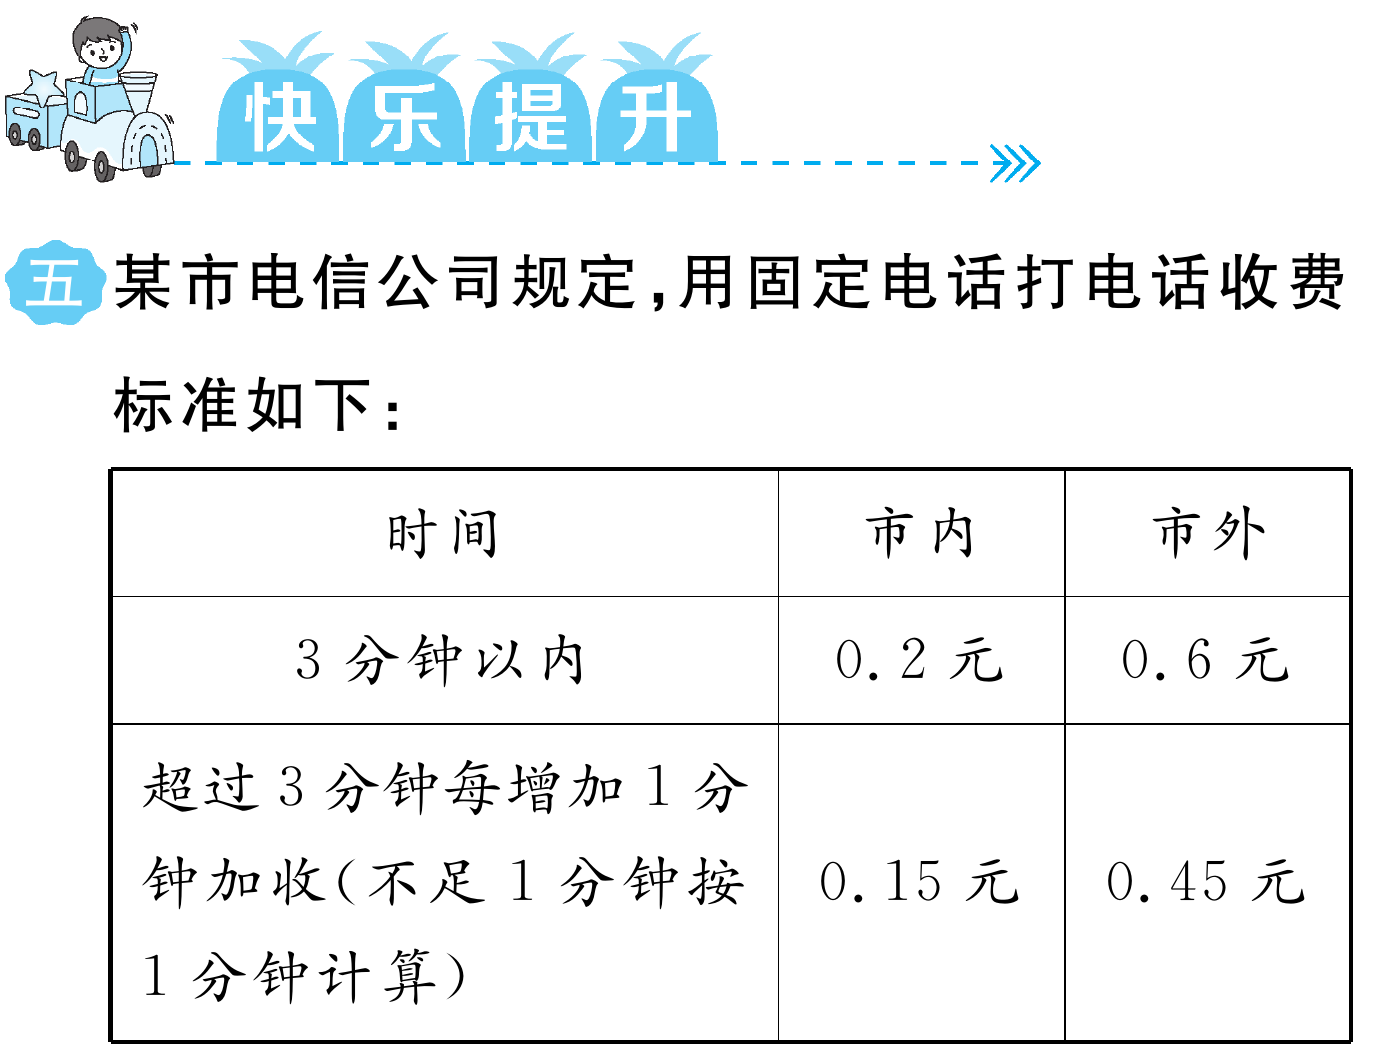 快乐提升
五 某市电信公司规定,用固定电话打电话收费
标准如下:
时间 市内 市外
3分钟以内 0.2元 0.6元
超过3分钟每增加1分
钟加收(不足1分钟按 0.15元 0.45元
1分钟计算)